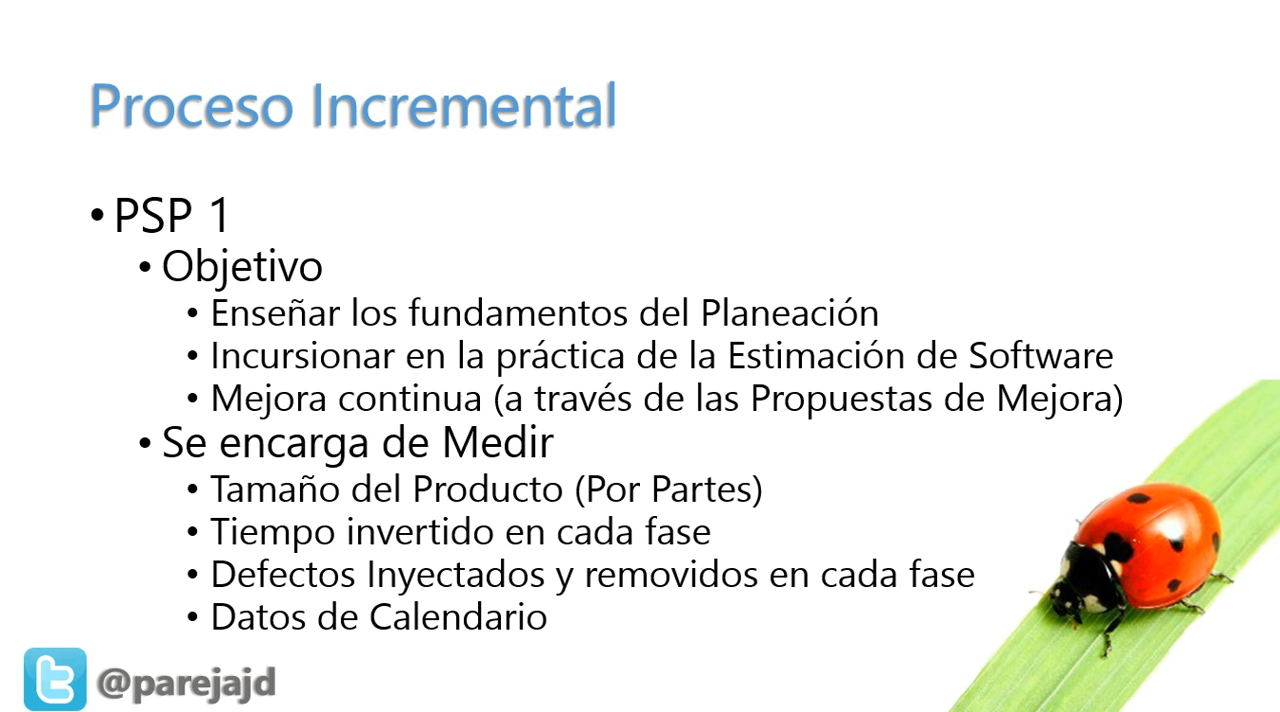 Proceso Incremental
• PSP 1
• Objetivo
• Enseñar los fundamentos del Planeación
• Incursionar en la práctica de la Estimación de Software
• Mejora continua (a través de las Propuestas de Mejora)
• Se encarga de Medir
• Tamaño del Producto (Por Partes)
• Tiempo invertido en cada fase
• Defectos Inyectados y removidos en cada fase
• Datos de Calendario
@parejajd